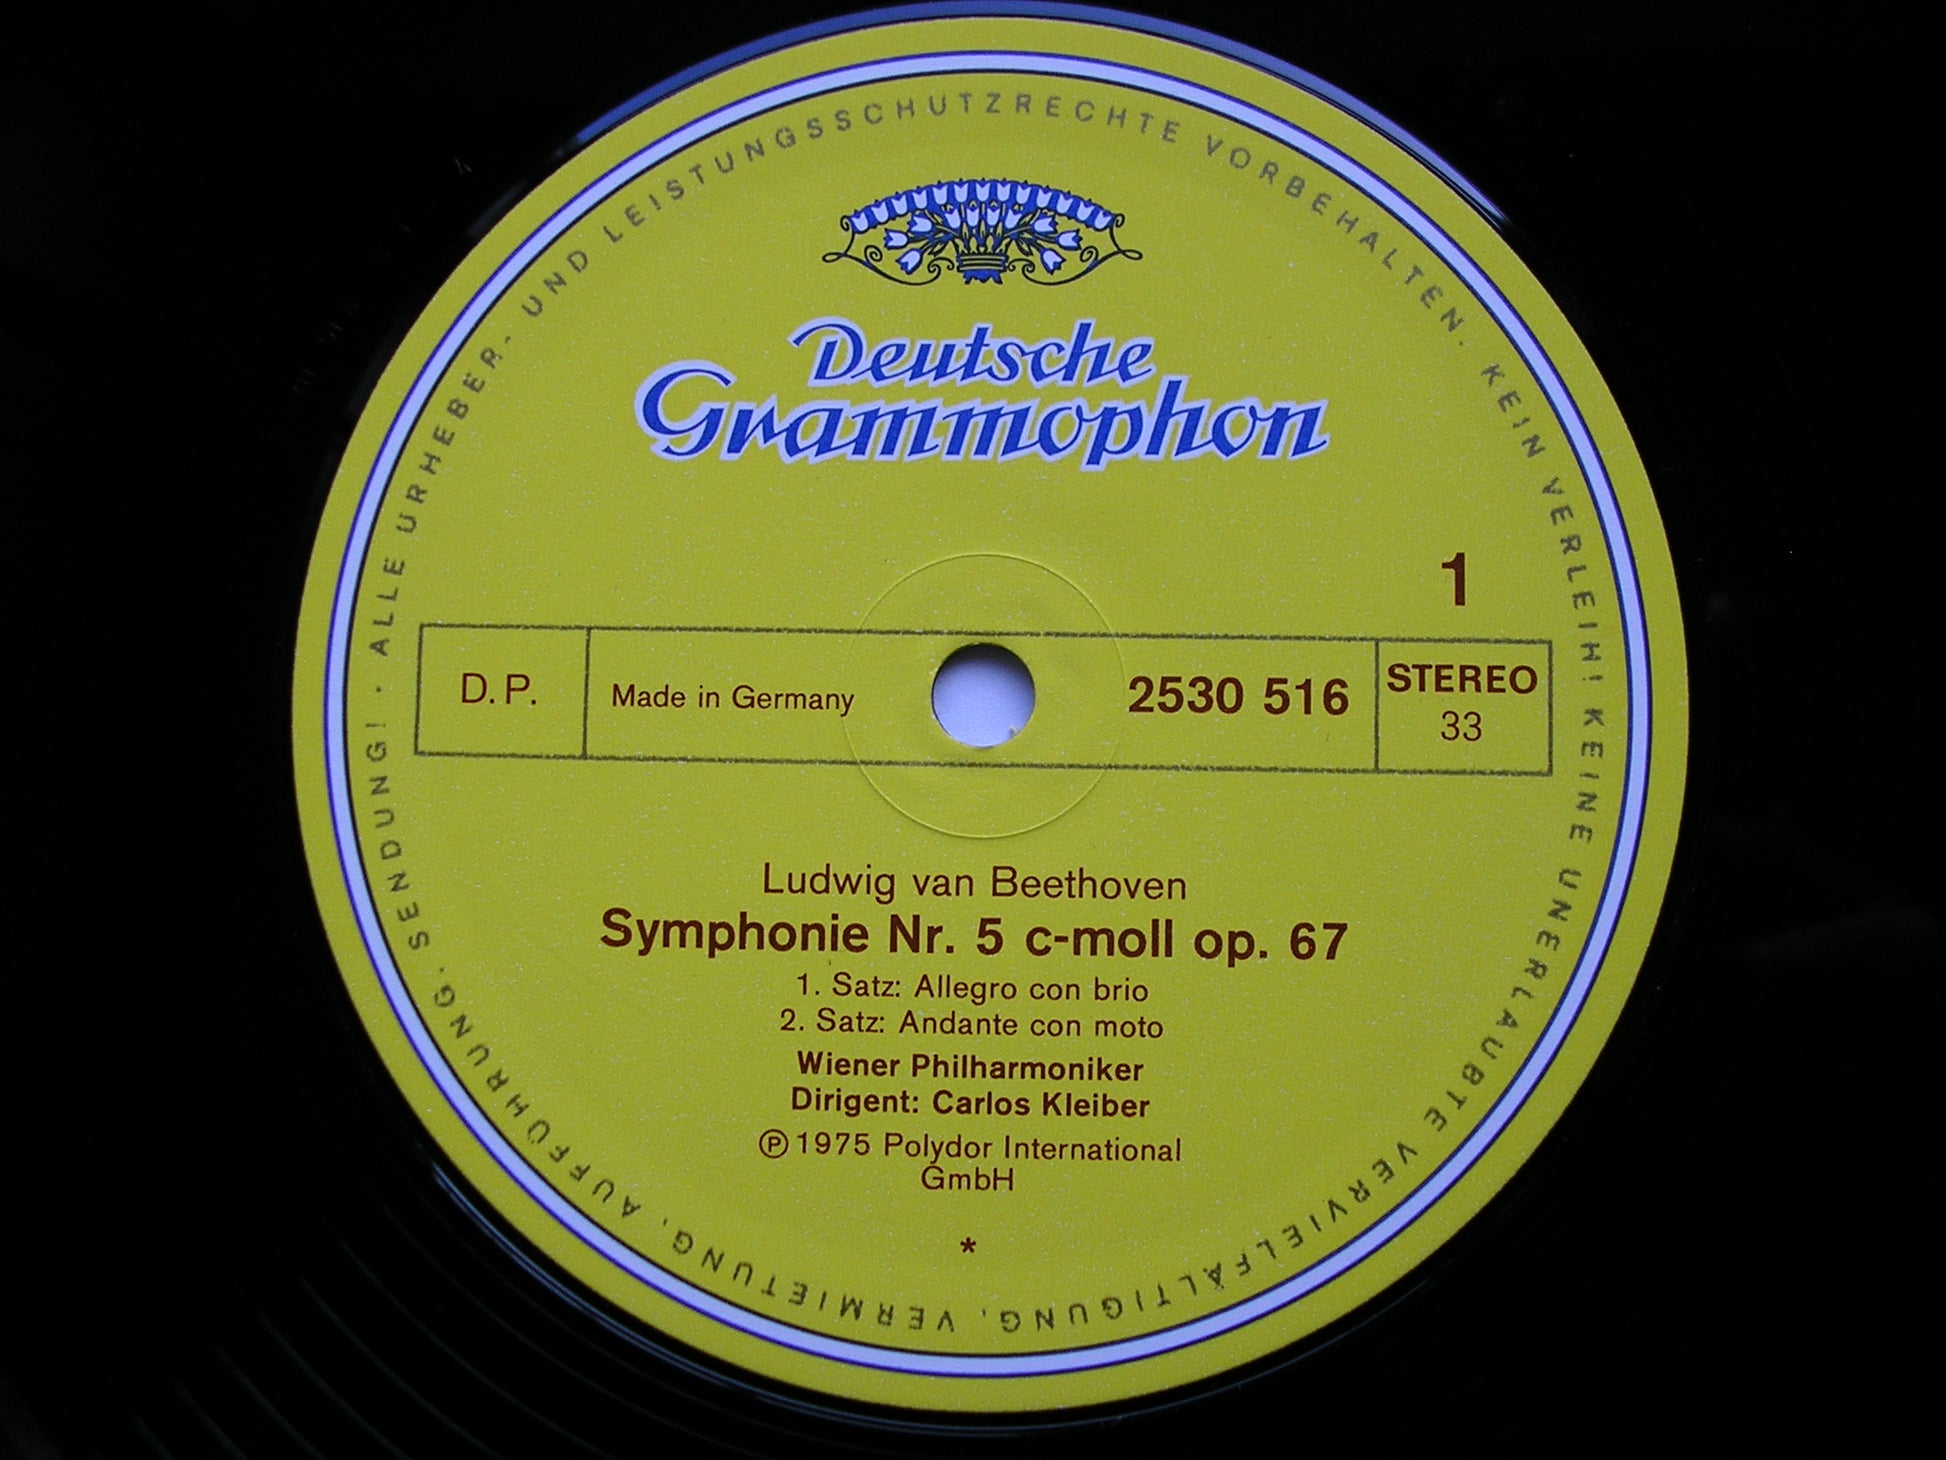 ALLE URHEBER- UND LEISTUNGSSCHUTZRECHTE VORBEHALTEN. KEIN VERLEIH! KEINE UNERLAUBTE VERVIELFÄLTIGUNG, VERMIETUNG, AUFFÜHRUNG, SENDUNG! ·
Deutsche
Grammophon
1
D.P.
Made in Germany
2530 516
STEREO
33
Ludwig van Beethoven
Symphonie Nr. 5 c-moll op. 67
1. Satz: Allegro con brio
2. Satz: Andante con moto
Wiener Philharmoniker
Dirigent: Carlos Kleiber
℗ 1975 Polydor International
GmbH
*